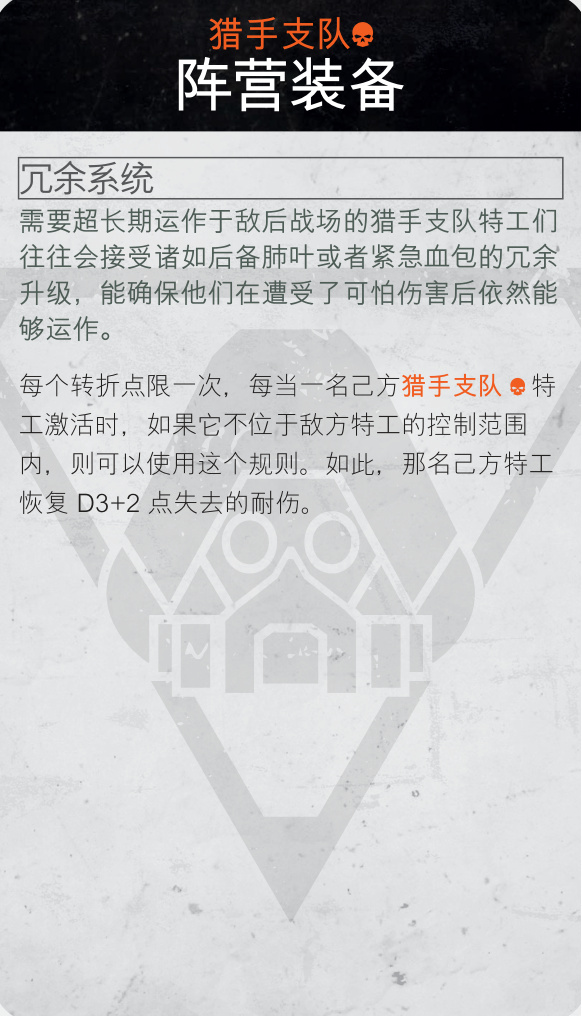 猎手支队
阵营装备
冗余系统
需要超长期运作于敌后战场的猎手支队特工们
往往会接受诸如后备肺叶或者紧急血包的冗余
升级，能确保他们在遭受了可怕伤害后依然能
够运作。
每个转折点限一次，每当一名己方猎手支队特
工激活时，如果它不位于敌方特工的控制范围
内，则可以使用这个规则。如此，那名己方特工
恢复 D3+2 点失去的耐伤。